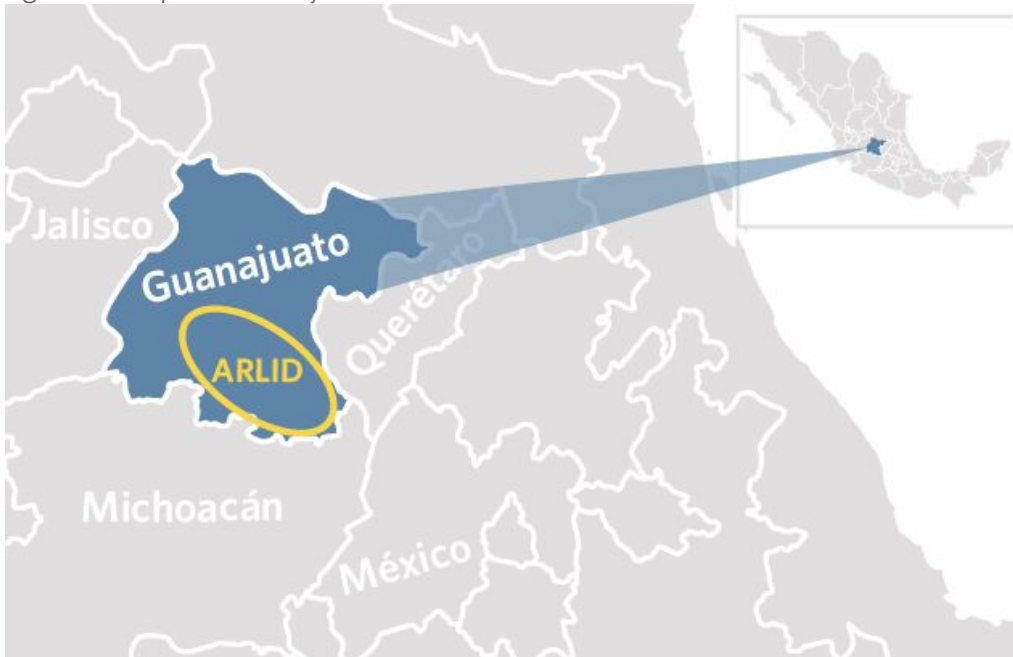 Jalisco
Guanajuato
Querétaro
ARLID
Michoacán
México